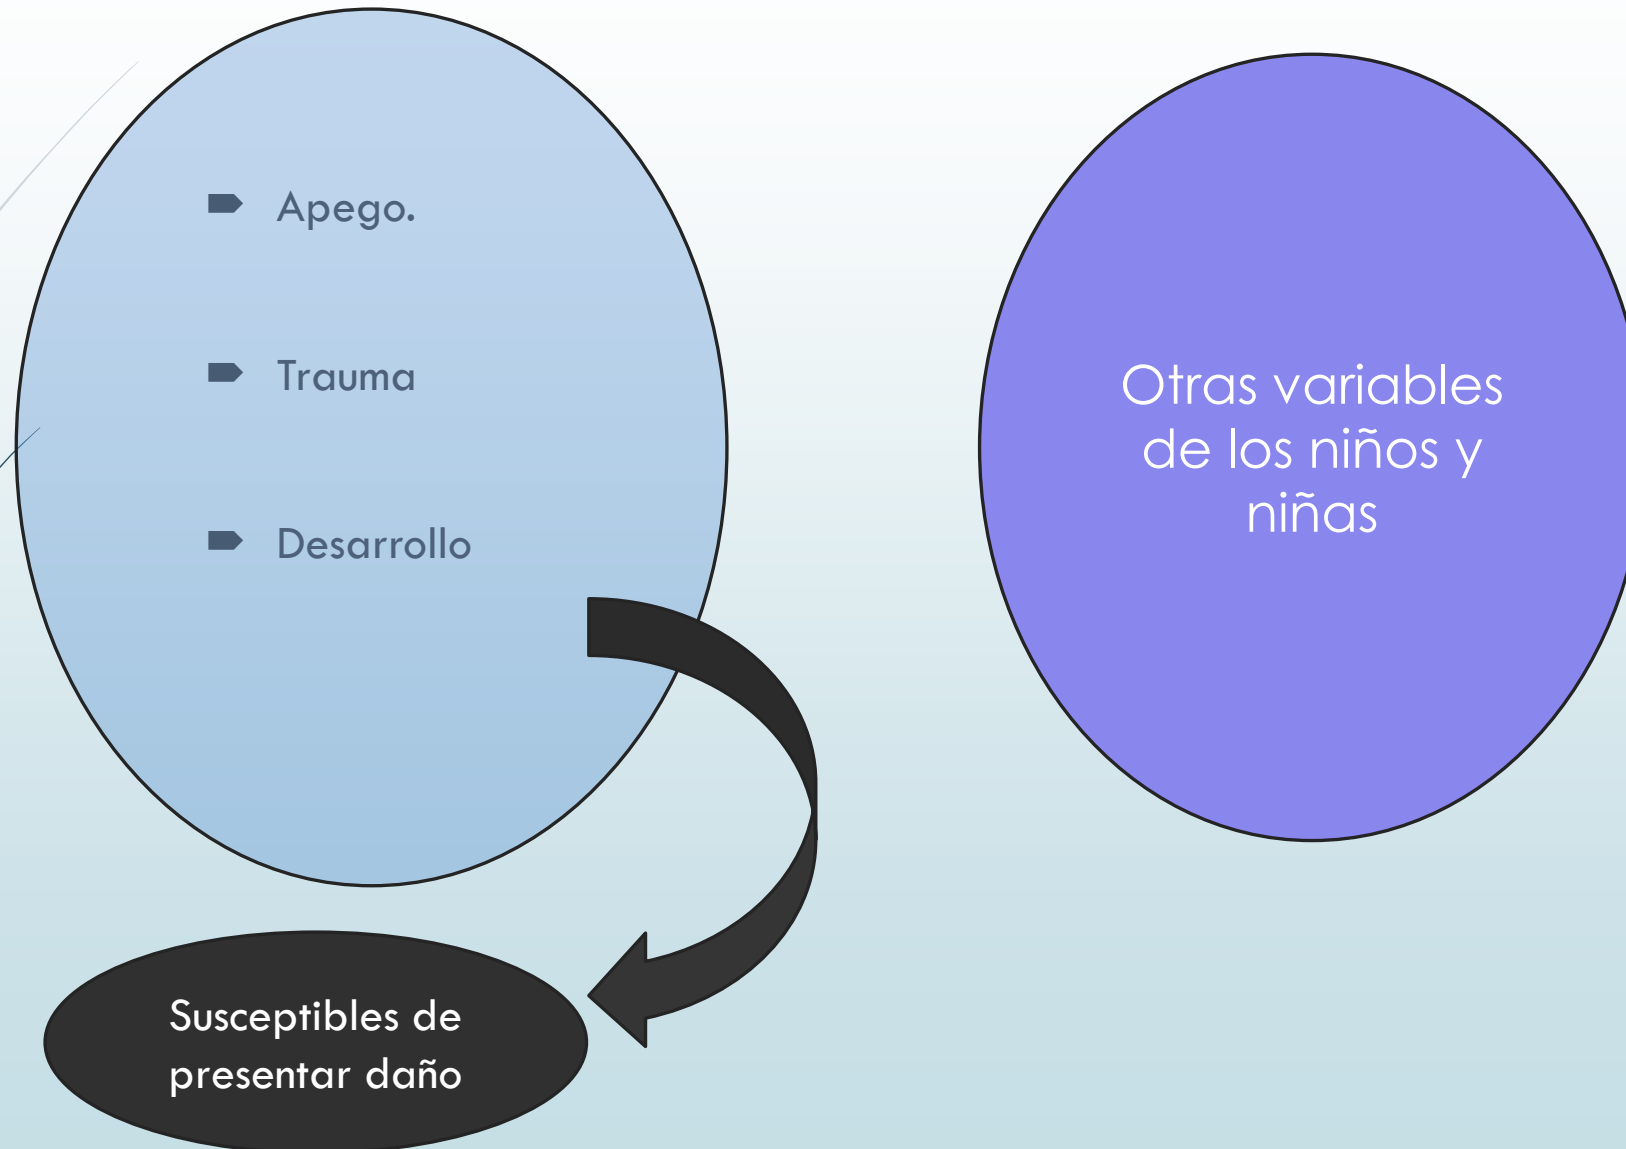 Apego.
Trauma
Desarrollo
Otras variables
de los niños y
niñas
Susceptibles de
presentar daño